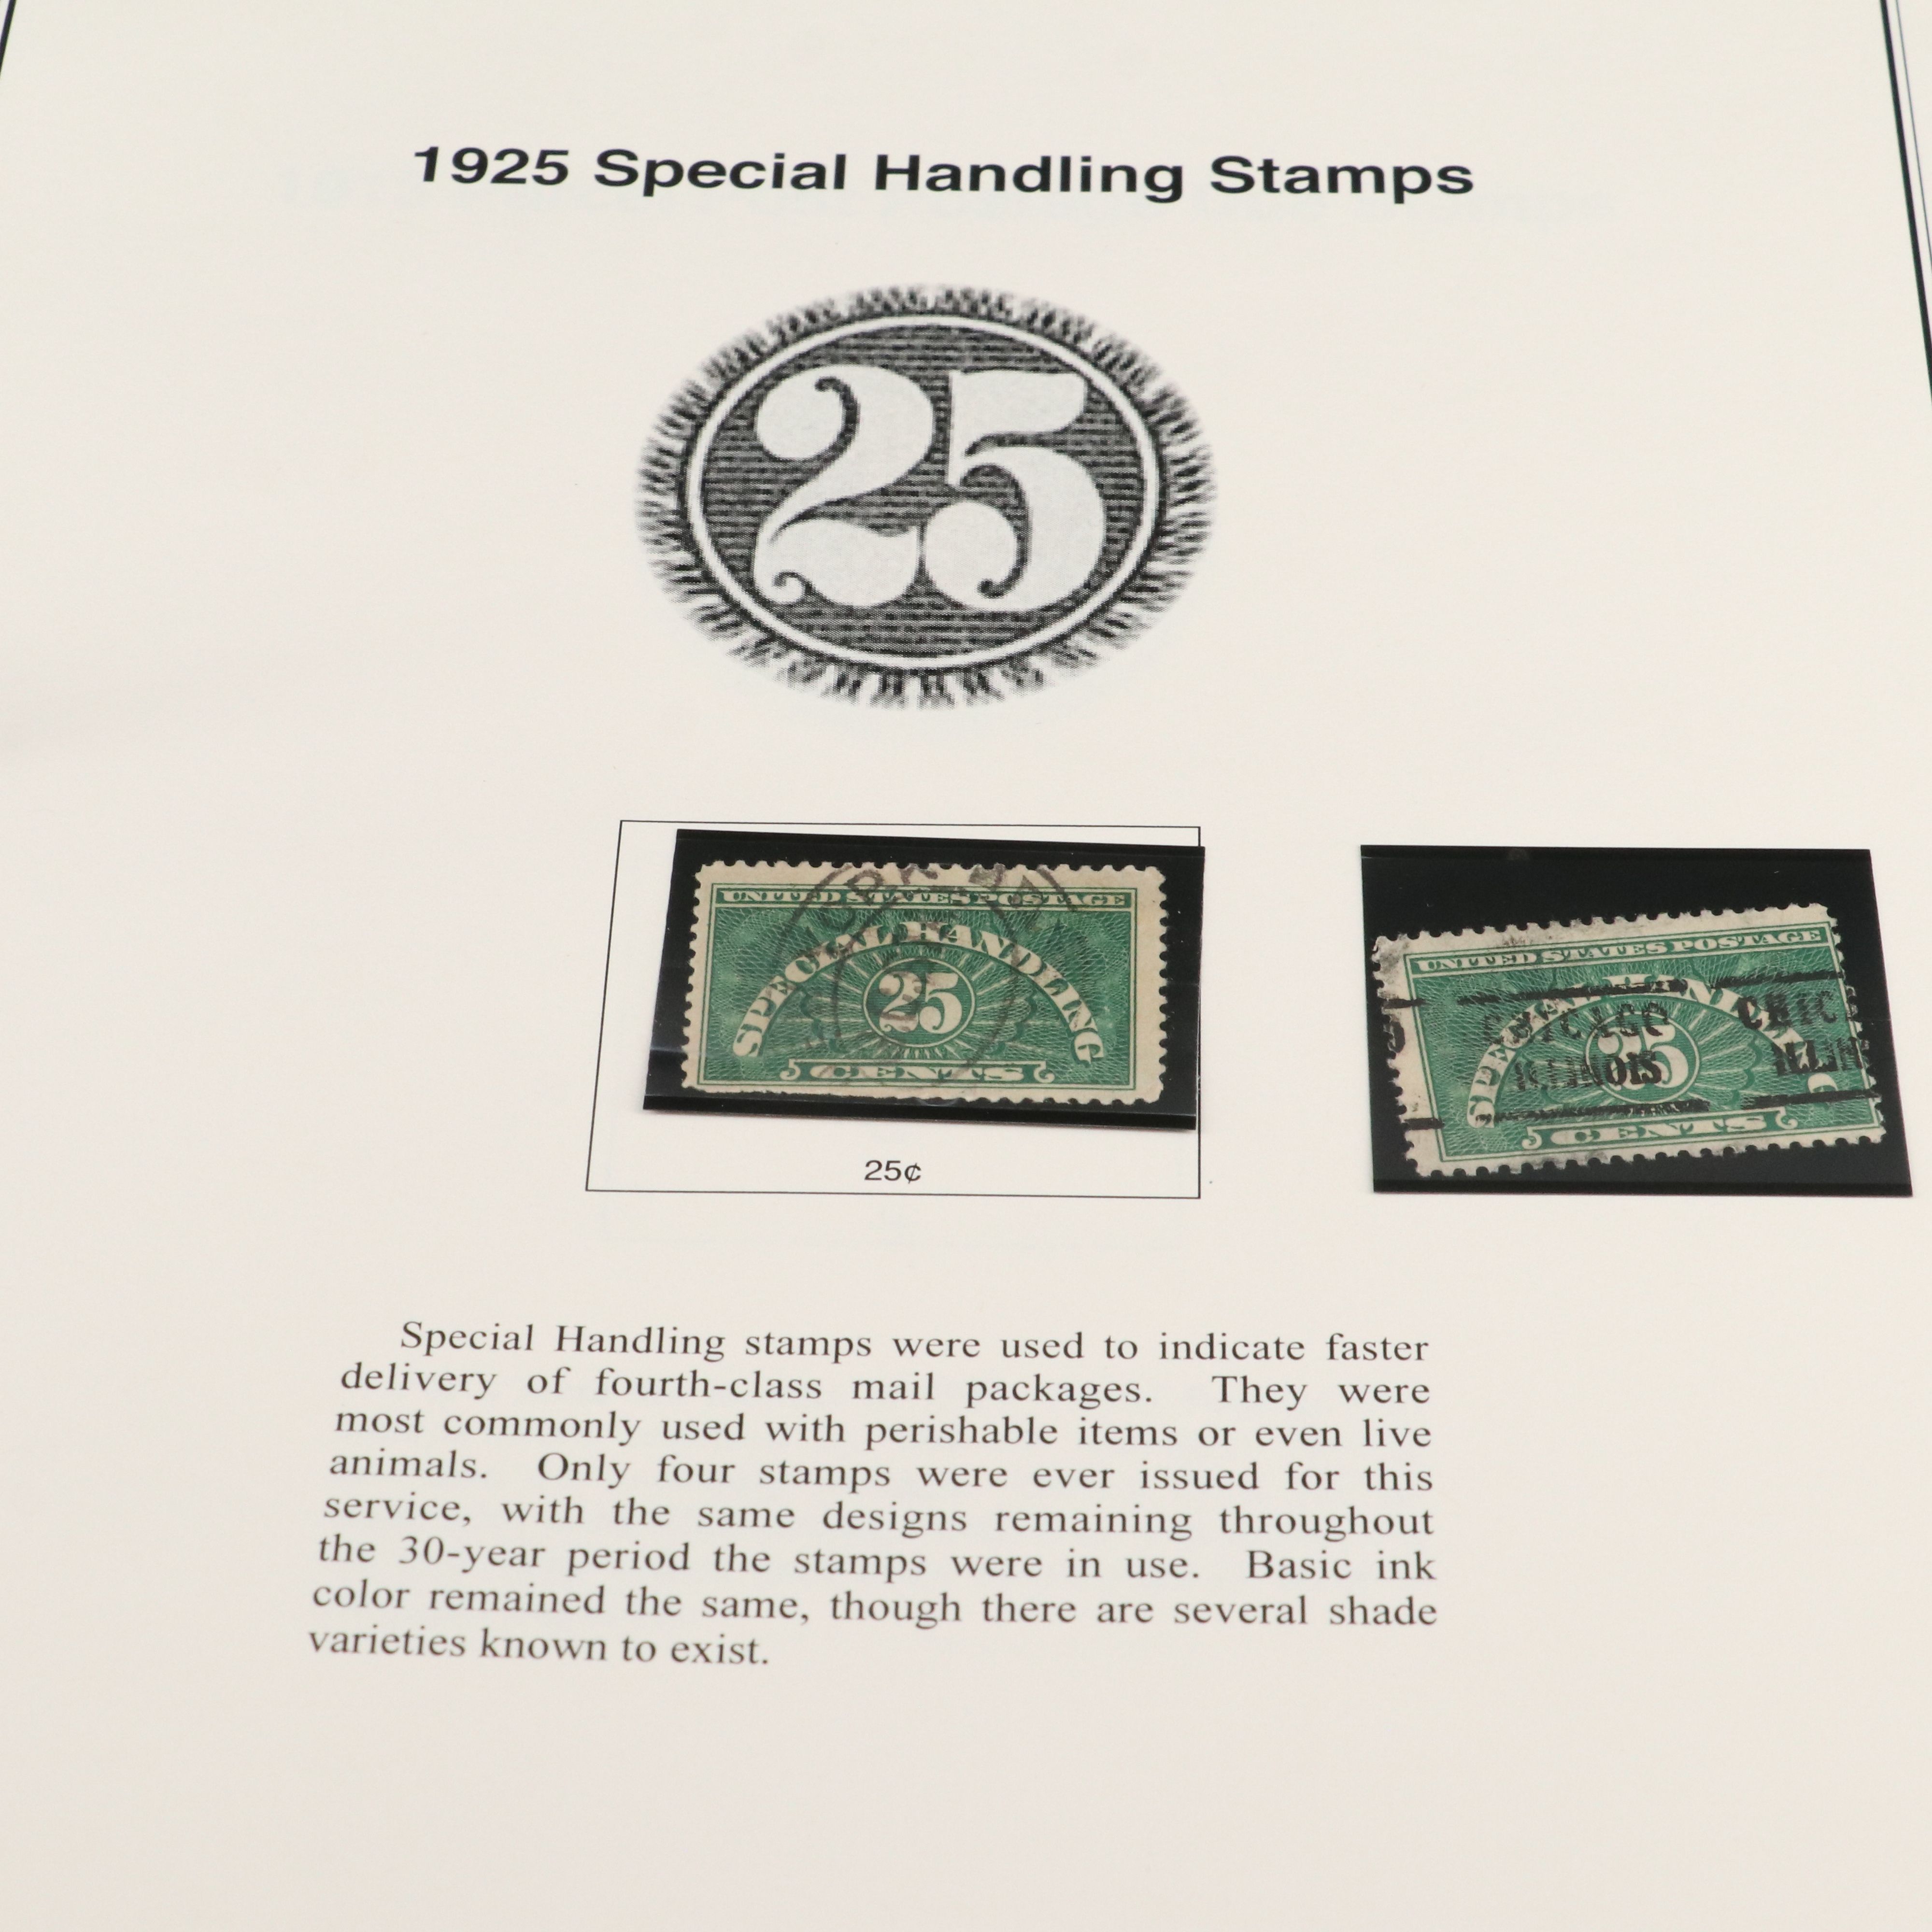 1925 Special Handling Stamps
25
UNITED STATES POSTAGE
SPECIAL HANDLING
25
CENTS
25¢
UNITED STATES POSTAGE
25
CHICAGO
ILLINOIS
CENTS
Special Handling stamps were used to indicate faster
delivery of fourth-class mail packages. They were
most commonly used with perishable items or even live
animals. Only four stamps were ever issued for this
service, with the same designs remaining throughout
the 30-year period the stamps were in use. Basic ink
color remained the same, though there are several shade
varieties known to exist.